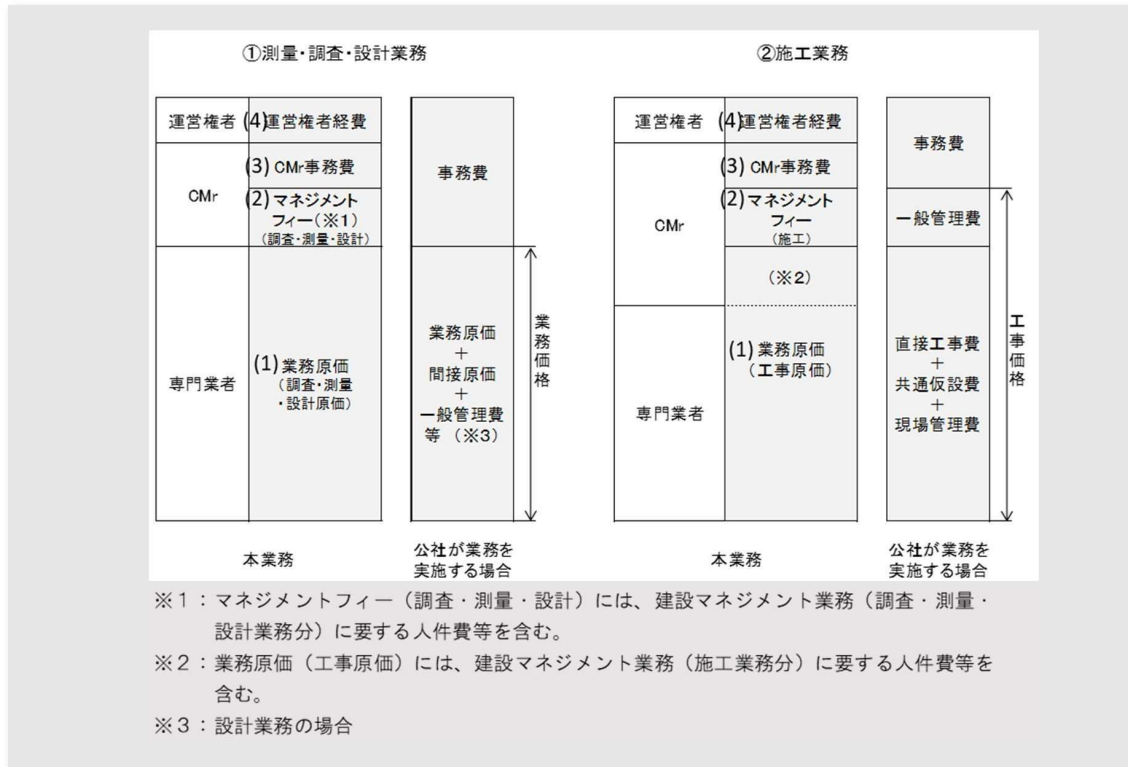 ①測量・調査・設計業務
運営権者
(4)運営権者経費
CMr
(3) CMr事務費
(2) マネジメント
フィー(※1)
(調査・測量・設計)
専門業者
(1) 業務原価
(調査・測量
・設計原価)
本業務
事務費
業務原価
+
間接原価
+
一般管理費
等 (※3)
業務価格
公社が業務を
実施する場合
②施工業務
運営権者
(4)運営権者経費
CMr
(3) CMr事務費
(2) マネジメント
フィー
(施工)
(※2)
専門業者
(1) 業務原価
(工事原価)
本業務
事務費
一般管理費
直接工事費
+
共通仮設費
+
現場管理費
工事価格
公社が業務を
実施する場合
※1:マネジメントフィー(調査・測量・設計)には、建設マネジメント業務(調査・測量・
設計業務分)に要する人件費等を含む。
※2:業務原価(工事原価)には、建設マネジメント業務(施工業務分)に要する人件費等を
含む。
※3:設計業務の場合